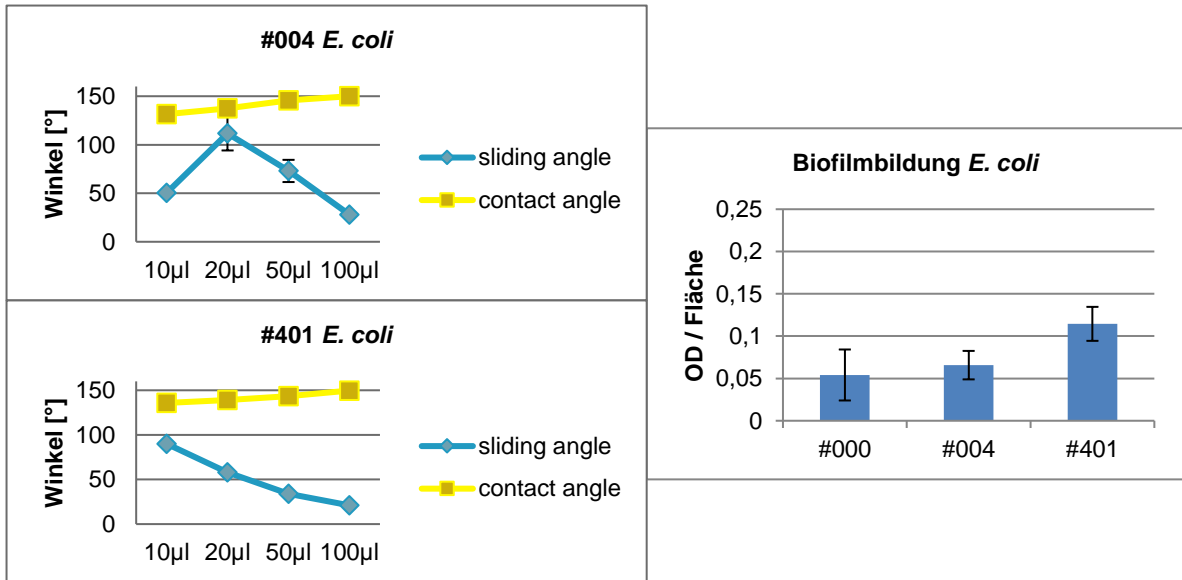 #004 E. coli
Winkel [°]
150
100
50
0
10µl 20µl 50µl 100µl
sliding angle
contact angle
#401 E. coli
Winkel [°]
150
100
50
0
10µl 20µl 50µl 100µl
sliding angle
contact angle
Biofilmbildung E. coli
OD / Fläche
0,25
0,2
0,15
0,1
0,05
0
#000 #004 #401